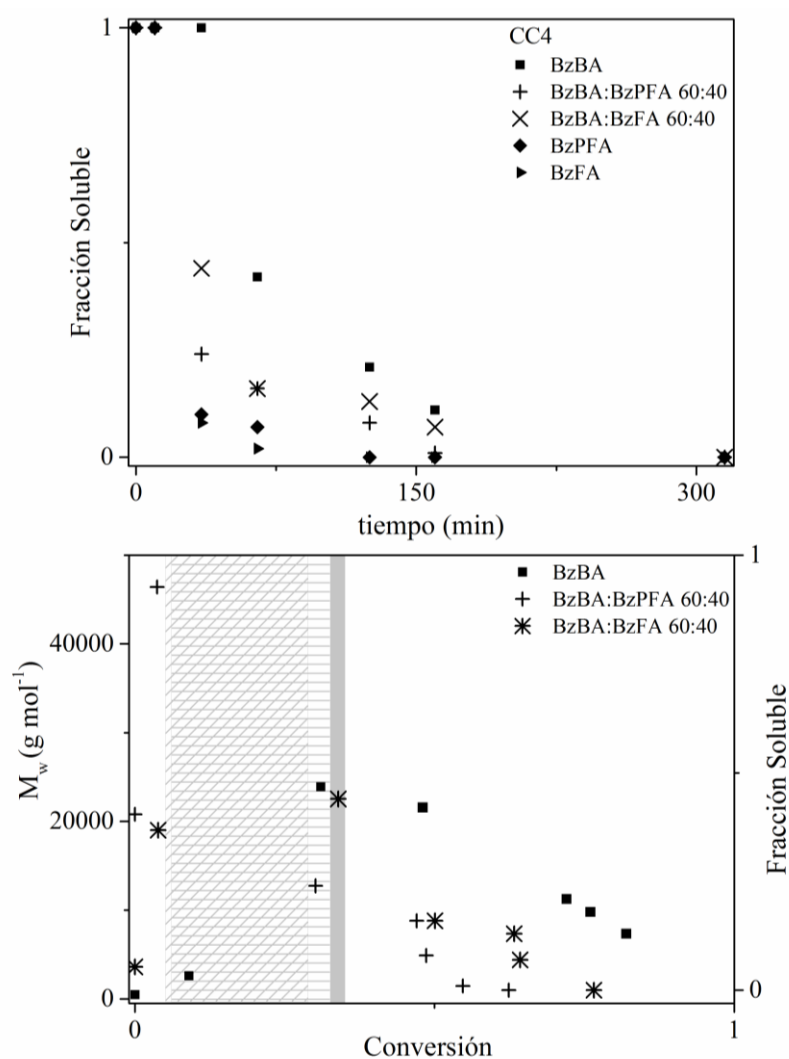 1
CC4
BzBA
BzBA:BzPFA 60:40
BzBA:BzFA 60:40
BzPFA
BzFA
Fracción Soluble
0
0
150
300
tiempo (min)
1
BzBA
BzBA:BzPFA 60:40
BzBA:BzFA 60:40
40000
20000
0
M_w (g mol⁻¹)
Fracción Soluble
0
0
1
Conversión